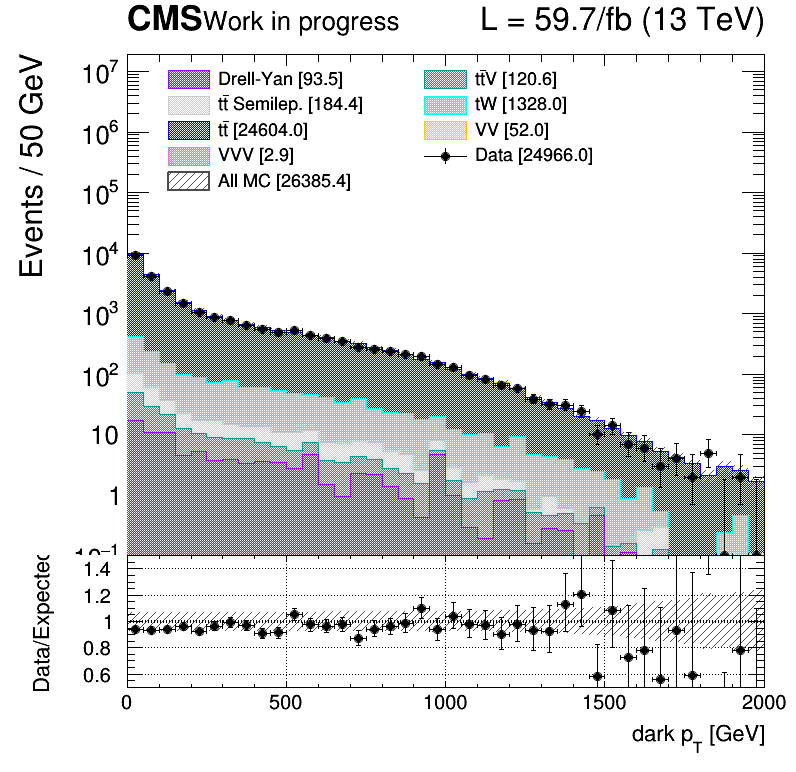 CMS Work in progress L = 59.7/fb (13 TeV)
Events / 50 GeV
Drell-Yan [93.5]
tt̄ Semilep. [184.4]
tt̄ [24604.0]
VVV [2.9]
All MC [26385.4]
tt̄V [120.6]
tW [1328.0]
VV [52.0]
Data [24966.0]
10⁷
10⁶
10⁵
10⁴
10³
10²
10
1
10⁻¹
Data/Expected
1.4
1.2
1
0.8
0.6
0 500 1000 1500 2000
dark p_T [GeV]